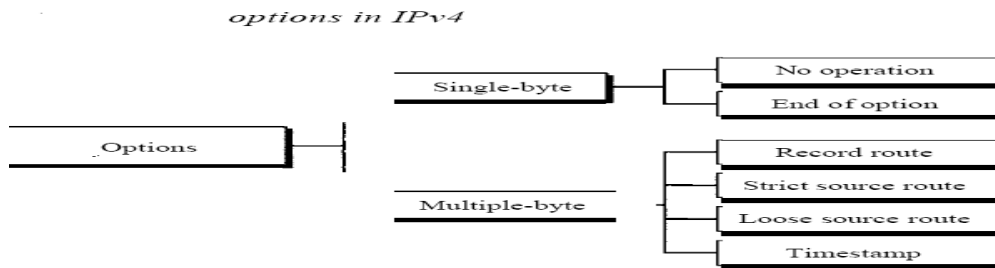 options in IPv4
Single-byte
No operation
End of option
Options
Multiple-byte
Record route
Strict source route
Loose source route
Timestamp